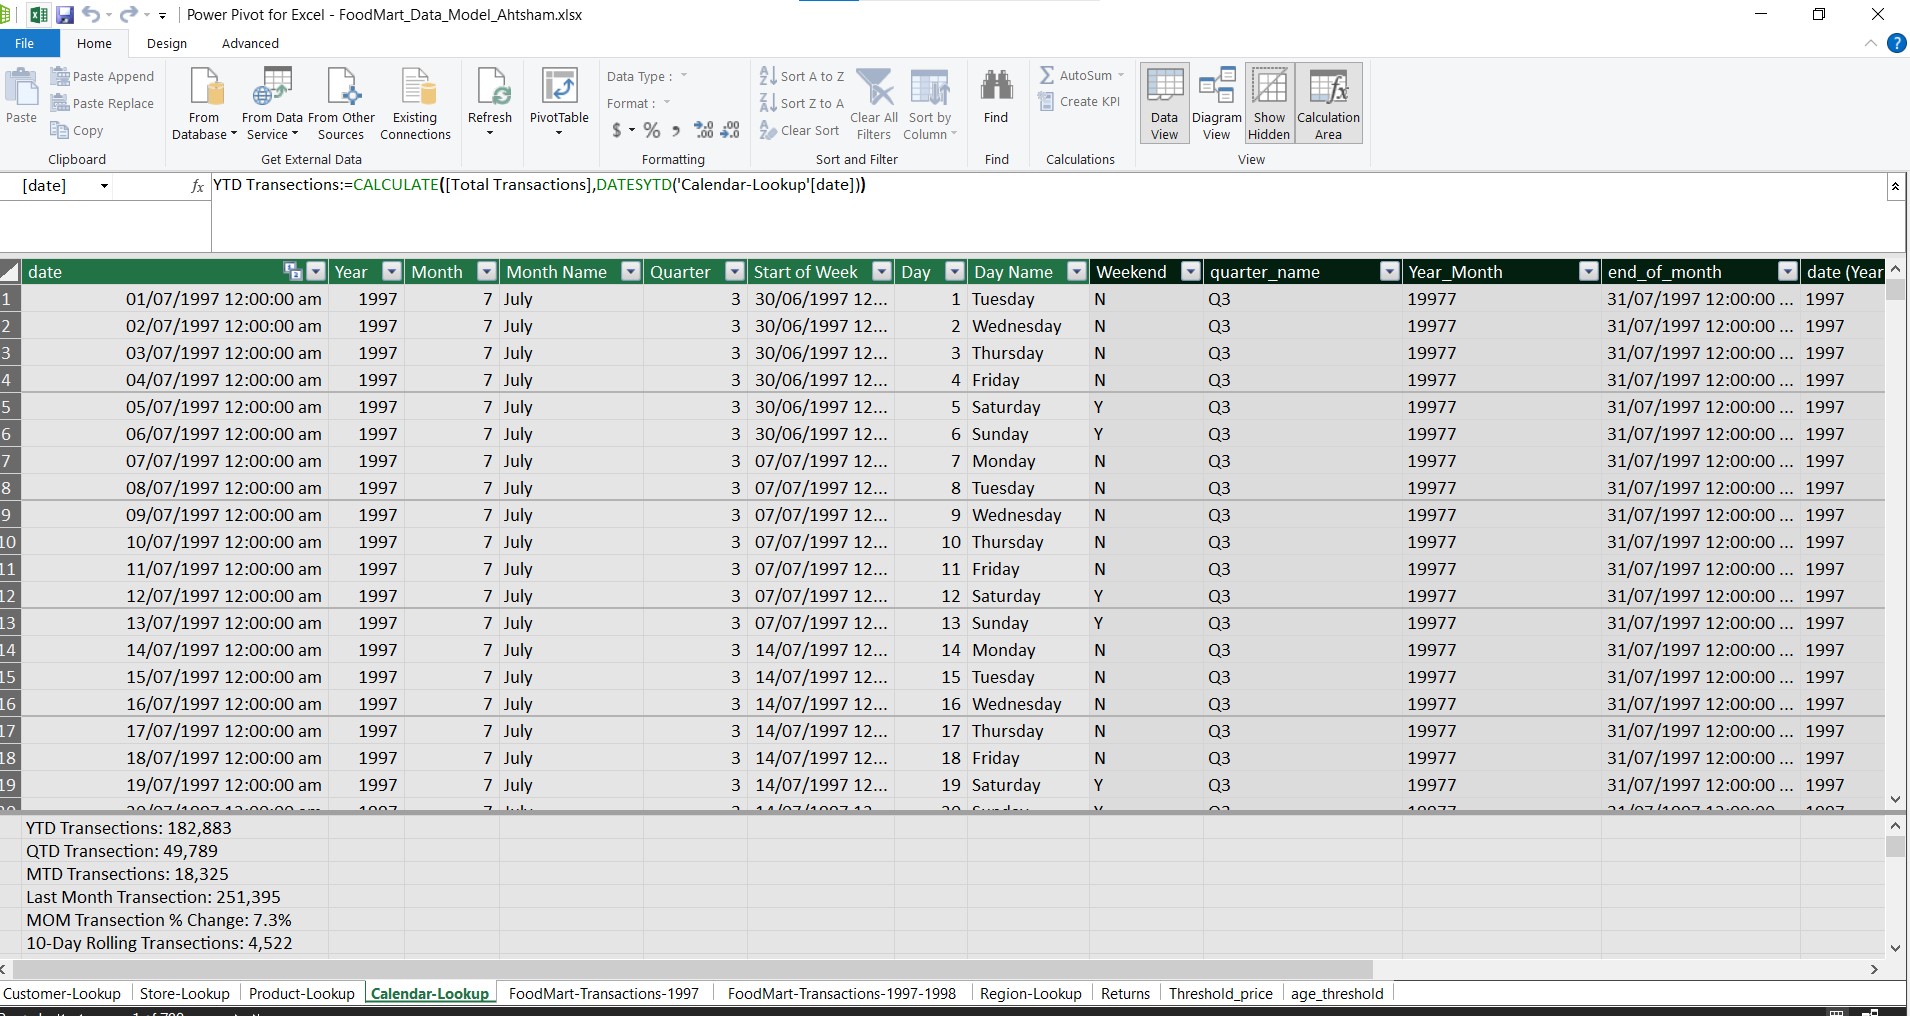 Power Pivot for Excel - FoodMart_Data_Model_Ahtsham.xlsx
File Home Design Advanced
Paste Paste Append Paste Replace Copy
From Database From Data Service From Other Sources Existing Connections
Refresh PivotTable
Data Type : Format : $ % , .00 .00
Sort A to Z Sort Z to A Clear Sort Clear All Filters Sort by Column
Find
AutoSum Create KPI
Data View Diagram View Show Hidden Calculation Area
Clipboard Get External Data Formatting Sort and Filter Find Calculations View
[date] fx YTD Transections:=CALCULATE([Total Transactions],DATESYTD('Calendar-Lookup'[date]))
date Year Month Month Name Quarter Start of Week Day Day Name Weekend quarter_name Year_Month end_of_month date (Year
1 01/07/1997 12:00:00 am 1997 7 July 3 30/06/1997 12... 1 Tuesday N Q3 19977 31/07/1997 12:00:00 ... 1997
2 02/07/1997 12:00:00 am 1997 7 July 3 30/06/1997 12... 2 Wednesday N Q3 19977 31/07/1997 12:00:00 ... 1997
3 03/07/1997 12:00:00 am 1997 7 July 3 30/06/1997 12... 3 Thursday N Q3 19977 31/07/1997 12:00:00 ... 1997
4 04/07/1997 12:00:00 am 1997 7 July 3 30/06/1997 12... 4 Friday N Q3 19977 31/07/1997 12:00:00 ... 1997
5 05/07/1997 12:00:00 am 1997 7 July 3 30/06/1997 12... 5 Saturday Y Q3 19977 31/07/1997 12:00:00 ... 1997
6 06/07/1997 12:00:00 am 1997 7 July 3 30/06/1997 12... 6 Sunday Y Q3 19977 31/07/1997 12:00:00 ... 1997
7 07/07/1997 12:00:00 am 1997 7 July 3 07/07/1997 12... 7 Monday N Q3 19977 31/07/1997 12:00:00 ... 1997
8 08/07/1997 12:00:00 am 1997 7 July 3 07/07/1997 12... 8 Tuesday N Q3 19977 31/07/1997 12:00:00 ... 1997
9 09/07/1997 12:00:00 am 1997 7 July 3 07/07/1997 12... 9 Wednesday N Q3 19977 31/07/1997 12:00:00 ... 1997
10 10/07/1997 12:00:00 am 1997 7 July 3 07/07/1997 12... 10 Thursday N Q3 19977 31/07/1997 12:00:00 ... 1997
11 11/07/1997 12:00:00 am 1997 7 July 3 07/07/1997 12... 11 Friday N Q3 19977 31/07/1997 12:00:00 ... 1997
12 12/07/1997 12:00:00 am 1997 7 July 3 07/07/1997 12... 12 Saturday Y Q3 19977 31/07/1997 12:00:00 ... 1997
13 13/07/1997 12:00:00 am 1997 7 July 3 07/07/1997 12... 13 Sunday Y Q3 19977 31/07/1997 12:00:00 ... 1997
14 14/07/1997 12:00:00 am 1997 7 July 3 14/07/1997 12... 14 Monday N Q3 19977 31/07/1997 12:00:00 ... 1997
15 15/07/1997 12:00:00 am 1997 7 July 3 14/07/1997 12... 15 Tuesday N Q3 19977 31/07/1997 12:00:00 ... 1997
16 16/07/1997 12:00:00 am 1997 7 July 3 14/07/1997 12... 16 Wednesday N Q3 19977 31/07/1997 12:00:00 ... 1997
17 17/07/1997 12:00:00 am 1997 7 July 3 14/07/1997 12... 17 Thursday N Q3 19977 31/07/1997 12:00:00 ... 1997
18 18/07/1997 12:00:00 am 1997 7 July 3 14/07/1997 12... 18 Friday N Q3 19977 31/07/1997 12:00:00 ... 1997
19 19/07/1997 12:00:00 am 1997 7 July 3 14/07/1997 12... 19 Saturday Y Q3 19977 31/07/1997 12:00:00 ... 1997
YTD Transections: 182,883
QTD Transection: 49,789
MTD Transections: 18,325
Last Month Transection: 251,395
MOM Transection % Change: 7.3%
10-Day Rolling Transections: 4,522
Customer-Lookup Store-Lookup Product-Lookup Calendar-Lookup FoodMart-Transactions-1997 FoodMart-Transactions-1997-1998 Region-Lookup Returns Threshold_price age_threshold